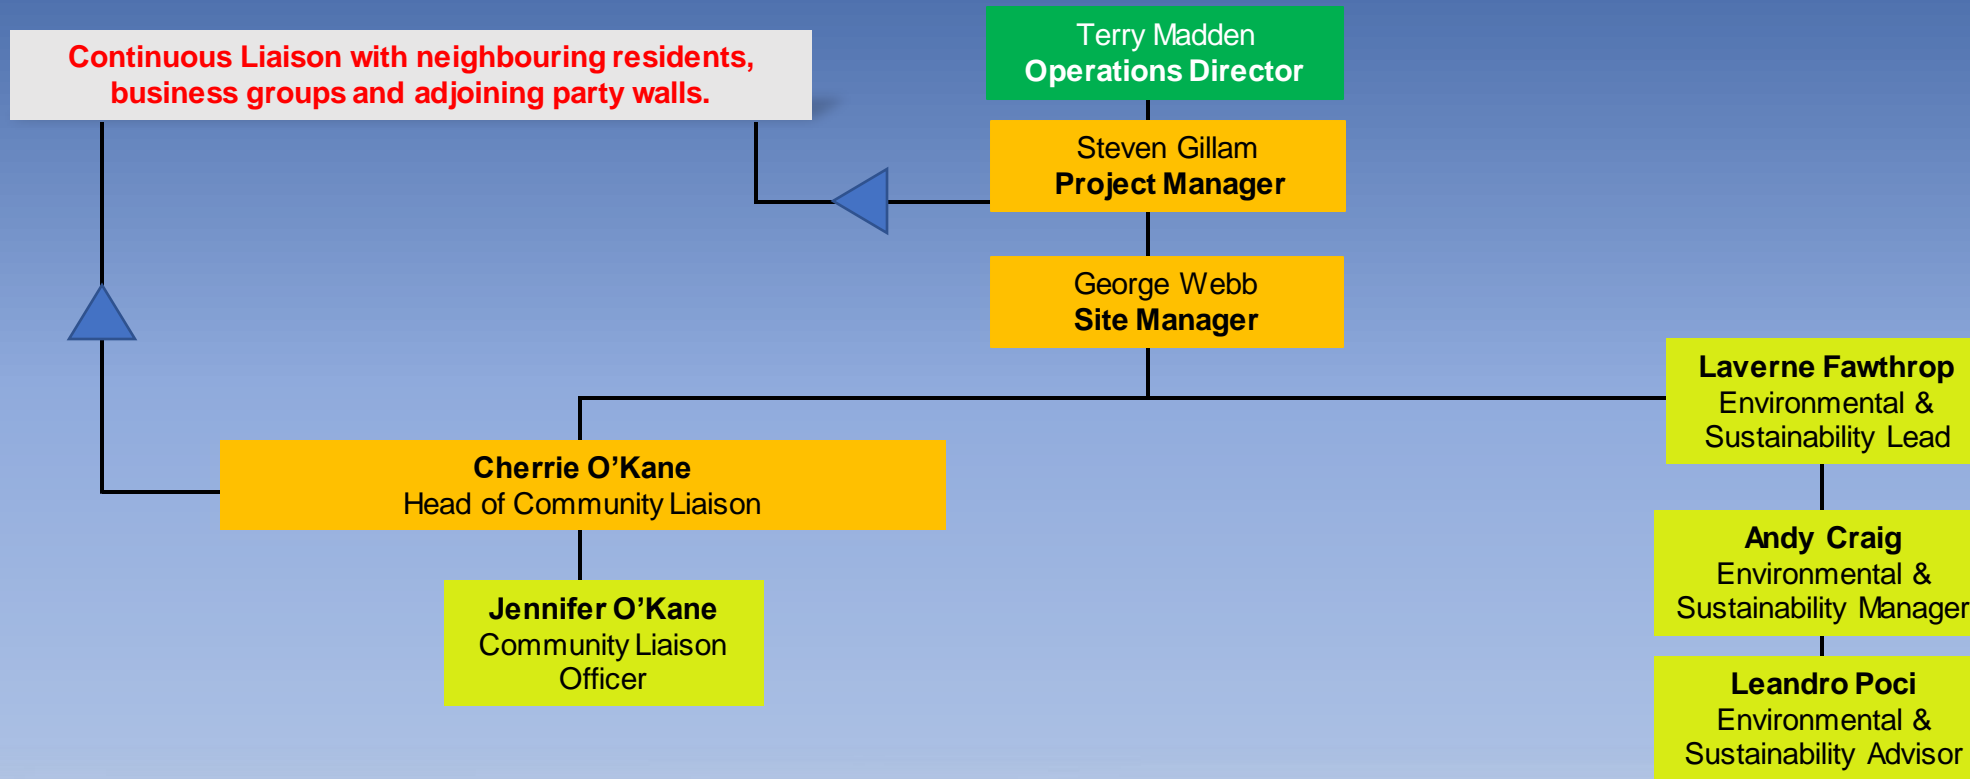 Continuous Liaison with neighbouring residents,
business groups and adjoining party walls.
Terry Madden
Operations Director
Steven Gillam
Project Manager
George Webb
Site Manager
Laverne Fawthrop
Environmental &
Sustainability Lead
Cherrie O’Kane
Head of Community Liaison
Andy Craig
Environmental &
Sustainability Manager
Jennifer O’Kane
Community Liaison
Officer
Leandro Poci
Environmental &
Sustainability Advisor